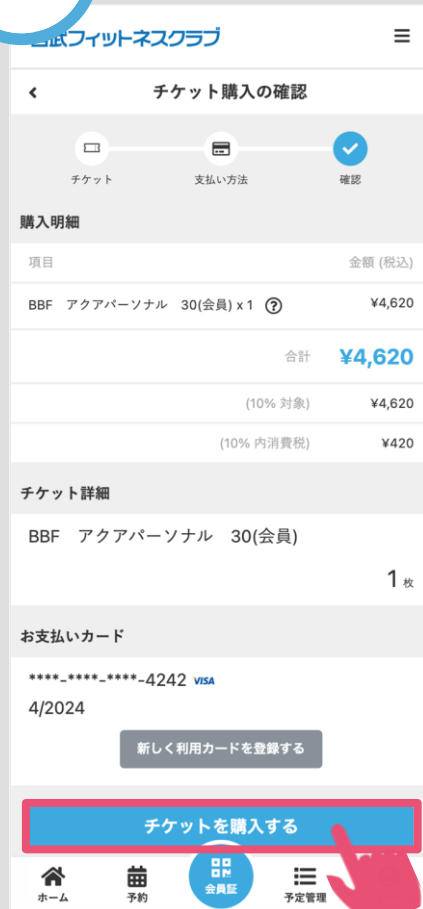 武フィットネスクラブ
チケット購入の確認
チケット 支払い方法 確認
購入明細
項目 金額 (税込)
BBF アクアパーソナル 30(会員) x 1 ? ¥4,620
合計 ¥4,620
(10% 対象) ¥4,620
(10% 内消費税) ¥420
チケット詳細
BBF アクアパーソナル 30(会員)
1 枚
お支払いカード
****-****-****-4242 VISA
4/2024
新しく利用カードを登録する
チケットを購入する
ホーム 予約 会員証 予定管理